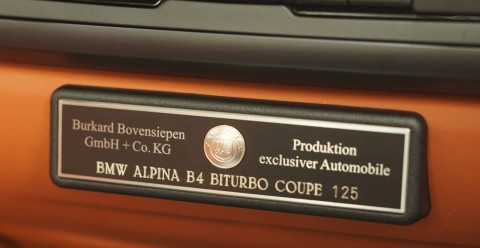 Burkard Bovensiepen
GmbH + Co. KG
Produktion
exclusiver Automobile
BMW ALPINA B4 BITURBO COUPE 125